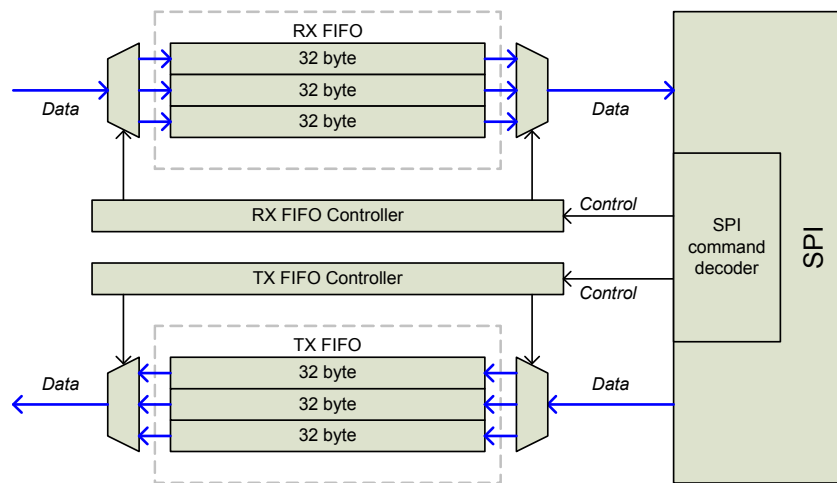 RX FIFO
32 byte
32 byte
32 byte
Data
Data
RX FIFO Controller
Control
SPI
command
decoder
SPI
TX FIFO Controller
Control
TX FIFO
32 byte
32 byte
32 byte
Data
Data